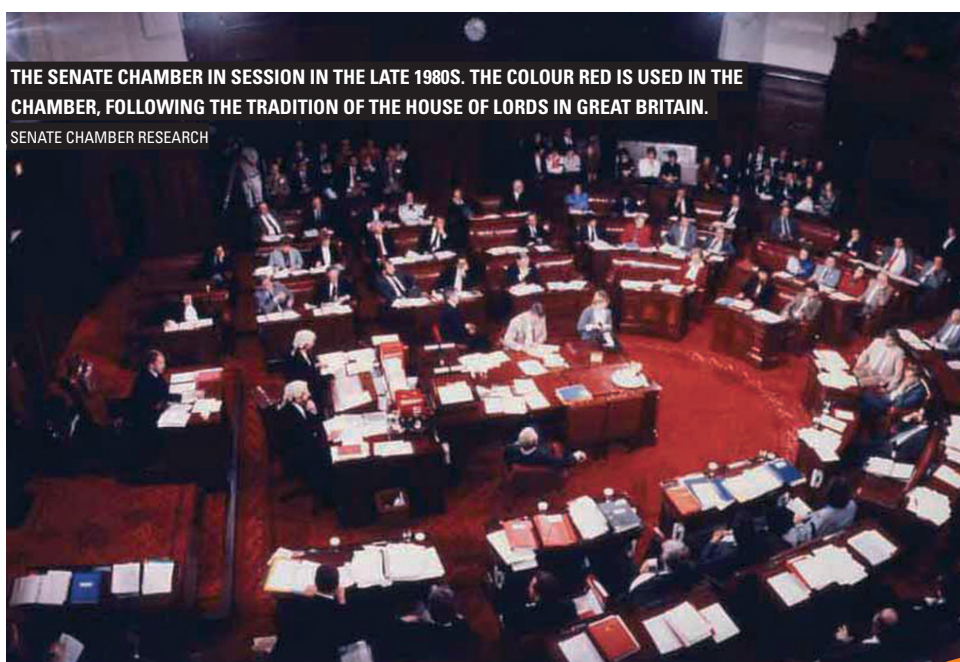 THE SENATE CHAMBER IN SESSION IN THE LATE 1980S. THE COLOUR RED IS USED IN THE
CHAMBER, FOLLOWING THE TRADITION OF THE HOUSE OF LORDS IN GREAT BRITAIN.
SENATE CHAMBER RESEARCH